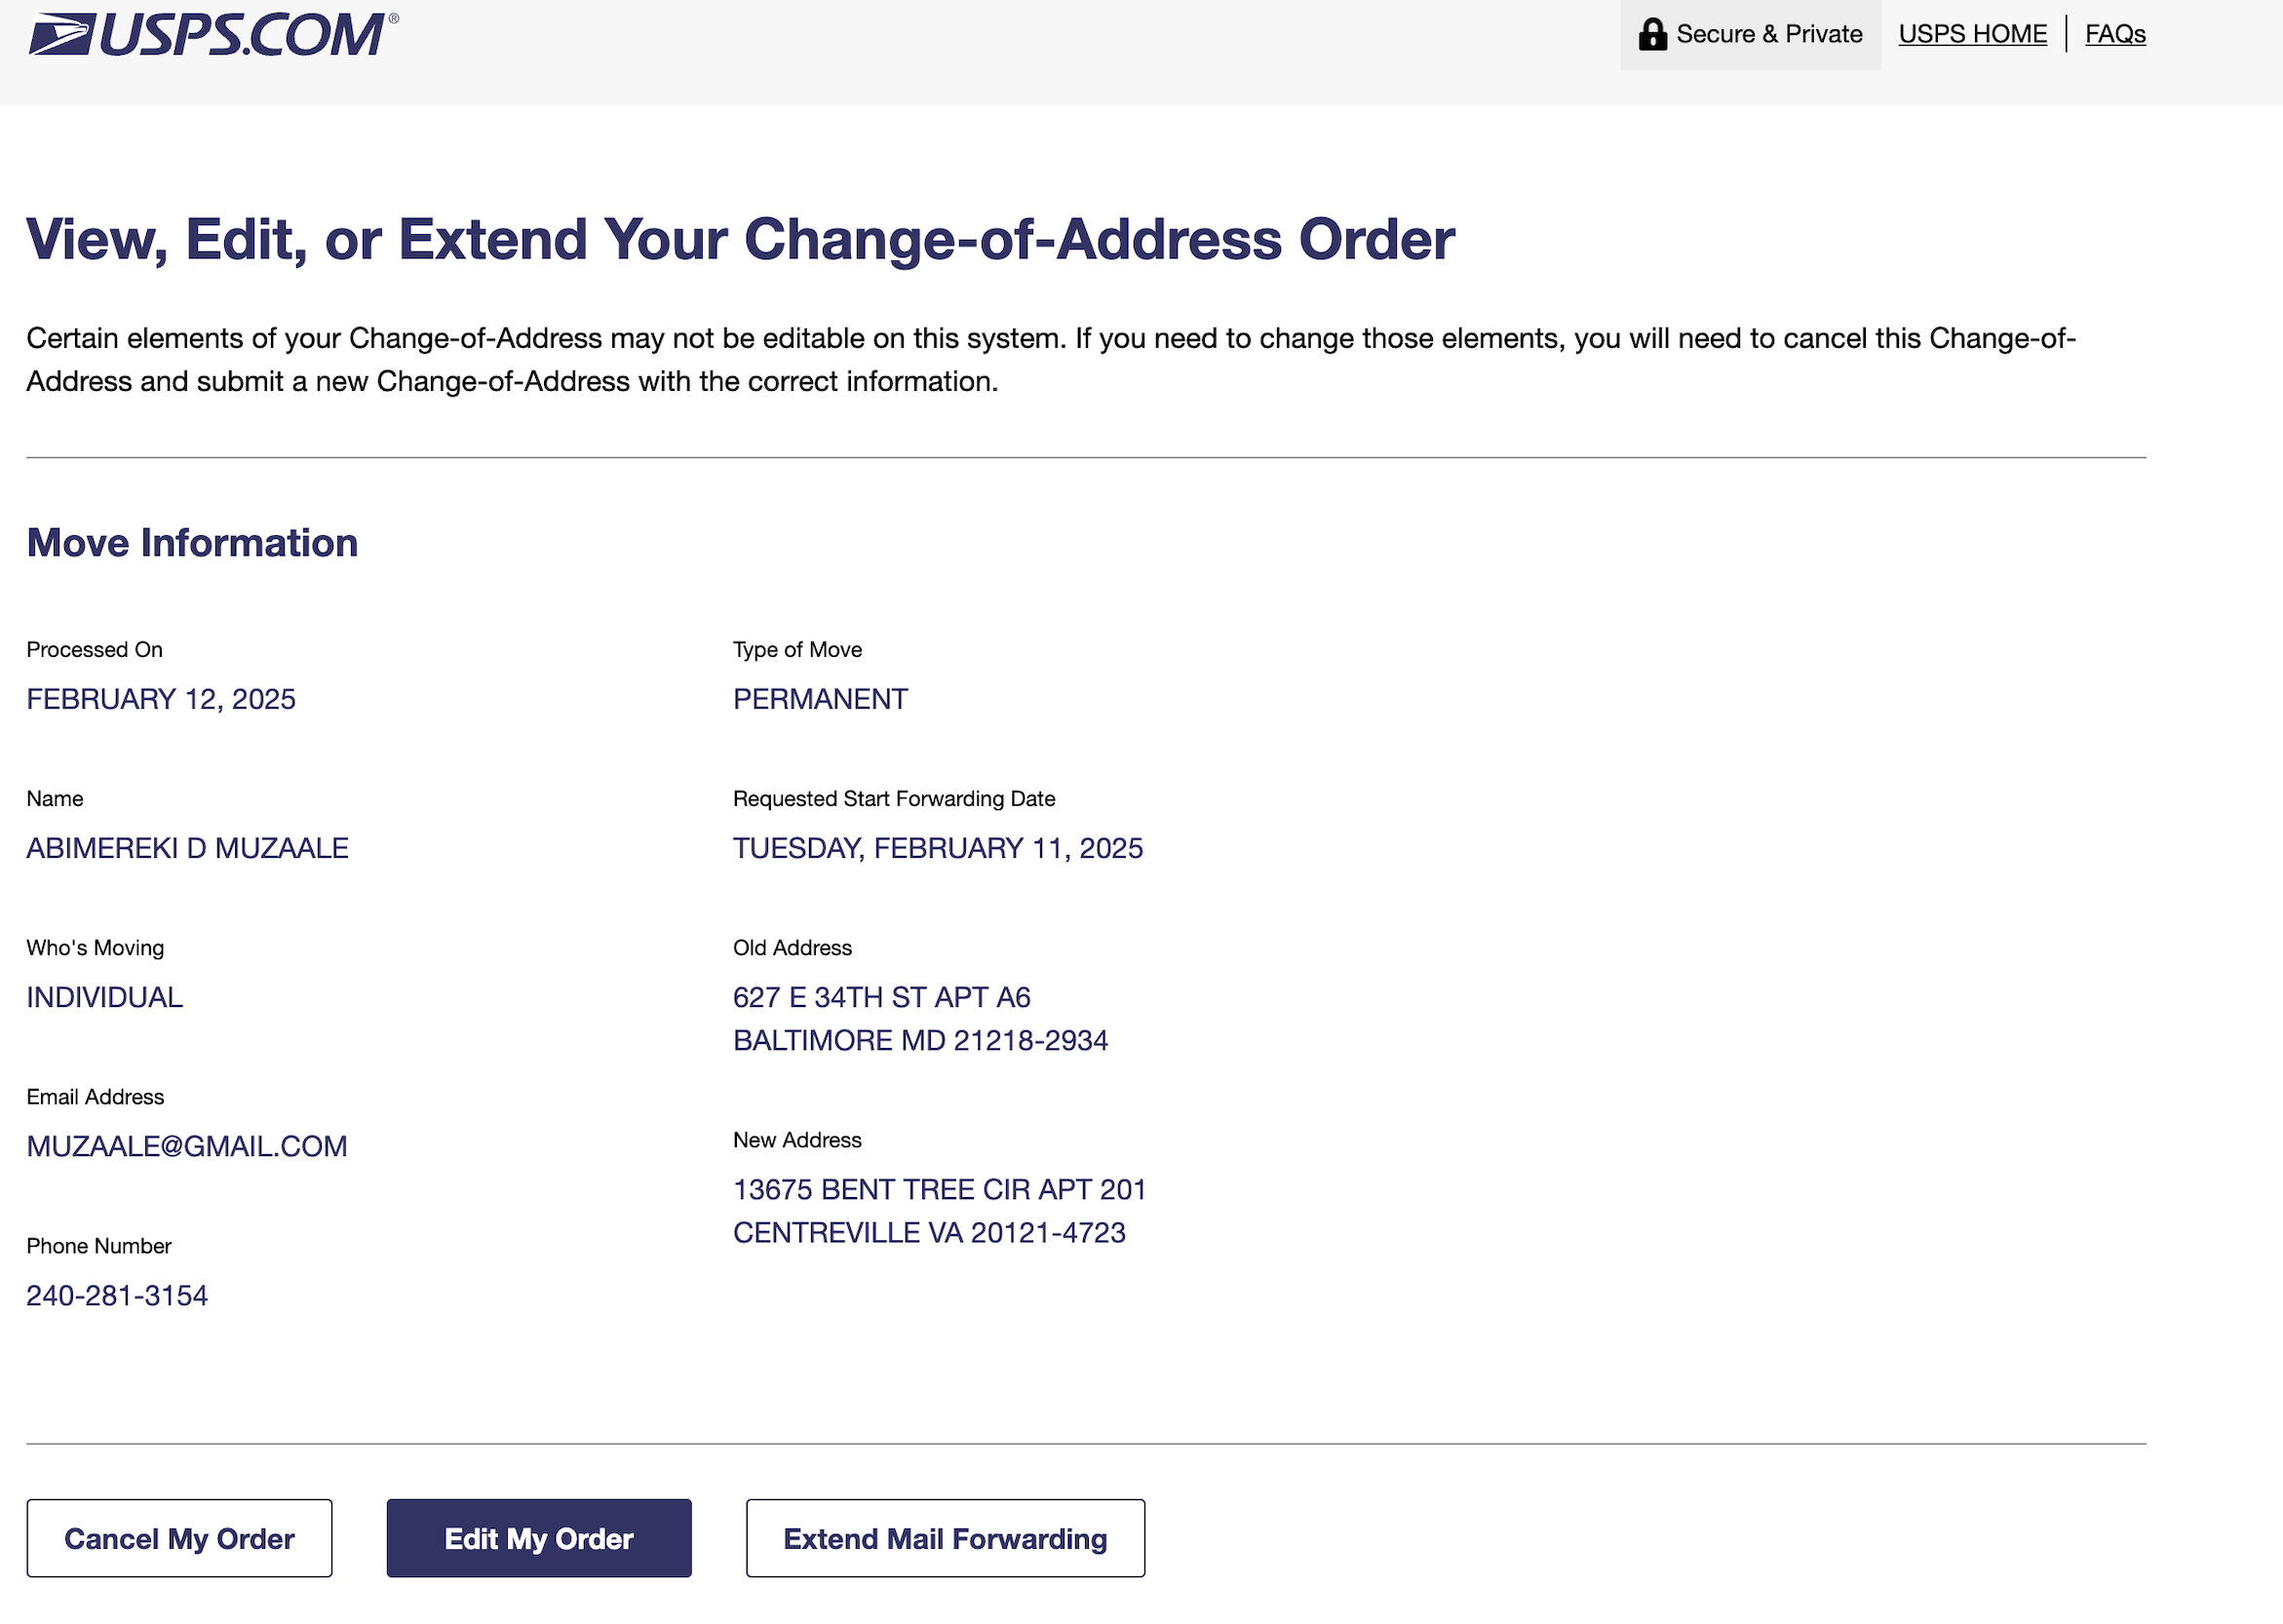 USPS.COM®
Secure & Private
USPS HOME
FAQs
View, Edit, or Extend Your Change-of-Address Order
Certain elements of your Change-of-Address may not be editable on this system. If you need to change those elements, you will need to cancel this Change-of-
Address and submit a new Change-of-Address with the correct information.
Move Information
Processed On
FEBRUARY 12, 2025
Name
ABIMEREKI D MUZAALE
Who's Moving
INDIVIDUAL
Email Address
MUZAALE@GMAIL.COM
Phone Number
240-281-3154
Type of Move
PERMANENT
Requested Start Forwarding Date
TUESDAY, FEBRUARY 11, 2025
Old Address
627 E 34TH ST APT A6
BALTIMORE MD 21218-2934
New Address
13675 BENT TREE CIR APT 201
CENTREVILLE VA 20121-4723
Cancel My Order
Edit My Order
Extend Mail Forwarding